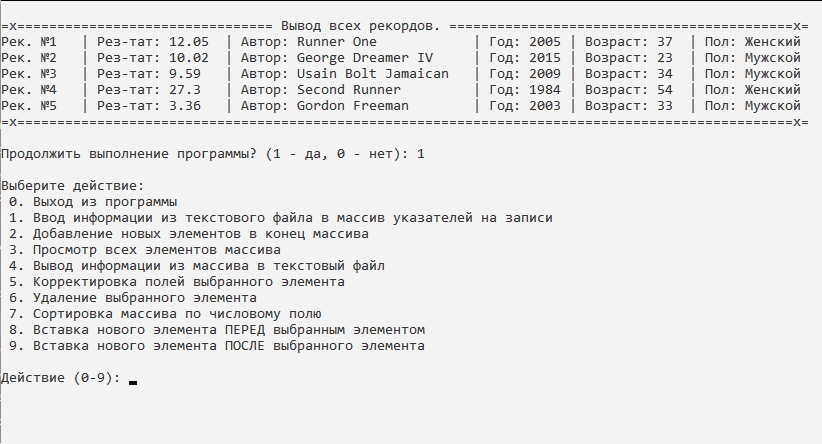 =x================================ Вывод всех рекордов. ===========================================x=
Рек. №1   | Рез-тат: 12.05  | Автор: Runner One            | Год: 2005 | Возраст: 37  | Пол: Женский
Рек. №2   | Рез-тат: 10.02  | Автор: George Dreamer IV     | Год: 2015 | Возраст: 23  | Пол: Мужской
Рек. №3   | Рез-тат: 9.59   | Автор: Usain Bolt Jamaican   | Год: 2009 | Возраст: 34  | Пол: Мужской
Рек. №4   | Рез-тат: 27.3   | Автор: Second Runner         | Год: 1984 | Возраст: 54  | Пол: Женский
Рек. №5   | Рез-тат: 3.36   | Автор: Gordon Freeman        | Год: 2003 | Возраст: 33  | Пол: Мужской
=x=================================================================================================x=
Продолжить выполнение программы? (1 - да, 0 - нет): 1
Выберите действие:
0. Выход из программы
1. Ввод информации из текстового файла в массив указателей на записи
2. Добавление новых элементов в конец массива
3. Просмотр всех элементов массива
4. Вывод информации из массива в текстовый файл
5. Корректировка полей выбранного элемента
6. Удаление выбранного элемента
7. Сортировка массива по числовому полю
8. Вставка нового элемента ПЕРЕД выбранным элементом
9. Вставка нового элемента ПОСЛЕ выбранного элемента
Действие (0-9):